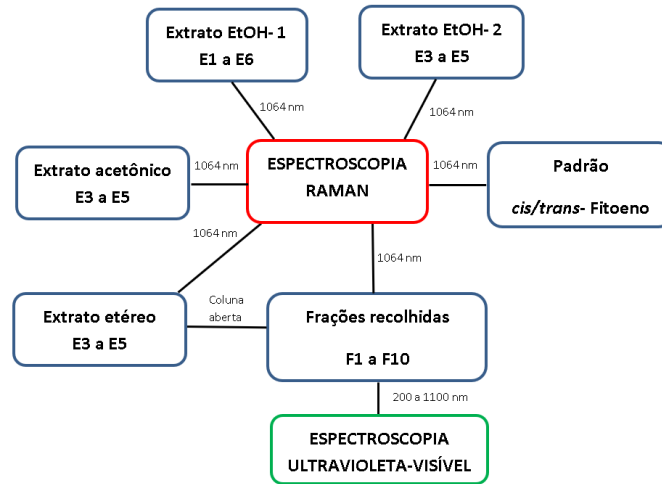 Extrato EtOH- 1
E1 a E6
Extrato EtOH- 2
E3 a E5
1064 nm
1064 nm
Extrato acetônico
E3 a E5
1064 nm
ESPECTROSCOPIA
RAMAN
1064 nm
Padrão
cis/trans- Fitoeno
1064 nm
1064 nm
Extrato etéreo
E3 a E5
Coluna
aberta
Frações recolhidas
F1 a F10
200 a 1100 nm
ESPECTROSCOPIA
ULTRAVIOLETA-VISÍVEL